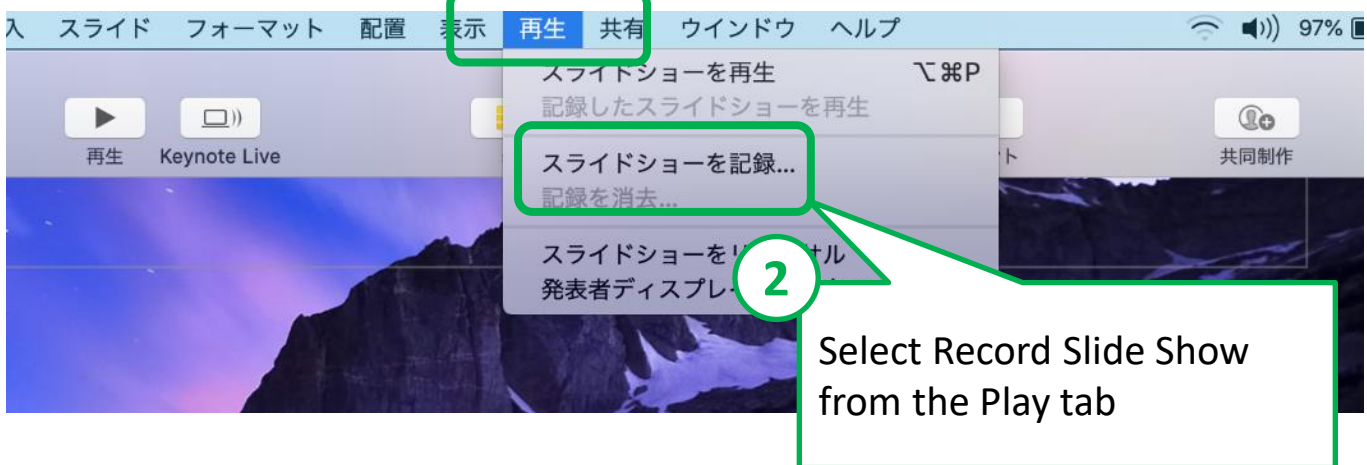 スライド フォーマット 配置 表示 再生 共有 ウインドウ ヘルプ 97%
スライドショーを再生 ⌥⌘P
記録したスライドショーを再生
再生 Keynote Live ト 共同制作
スライドショーを記録...
記録を消去...
スライドショーをリ サル
発表者ディスプレイ
2
Select Record Slide Show
from the Play tab